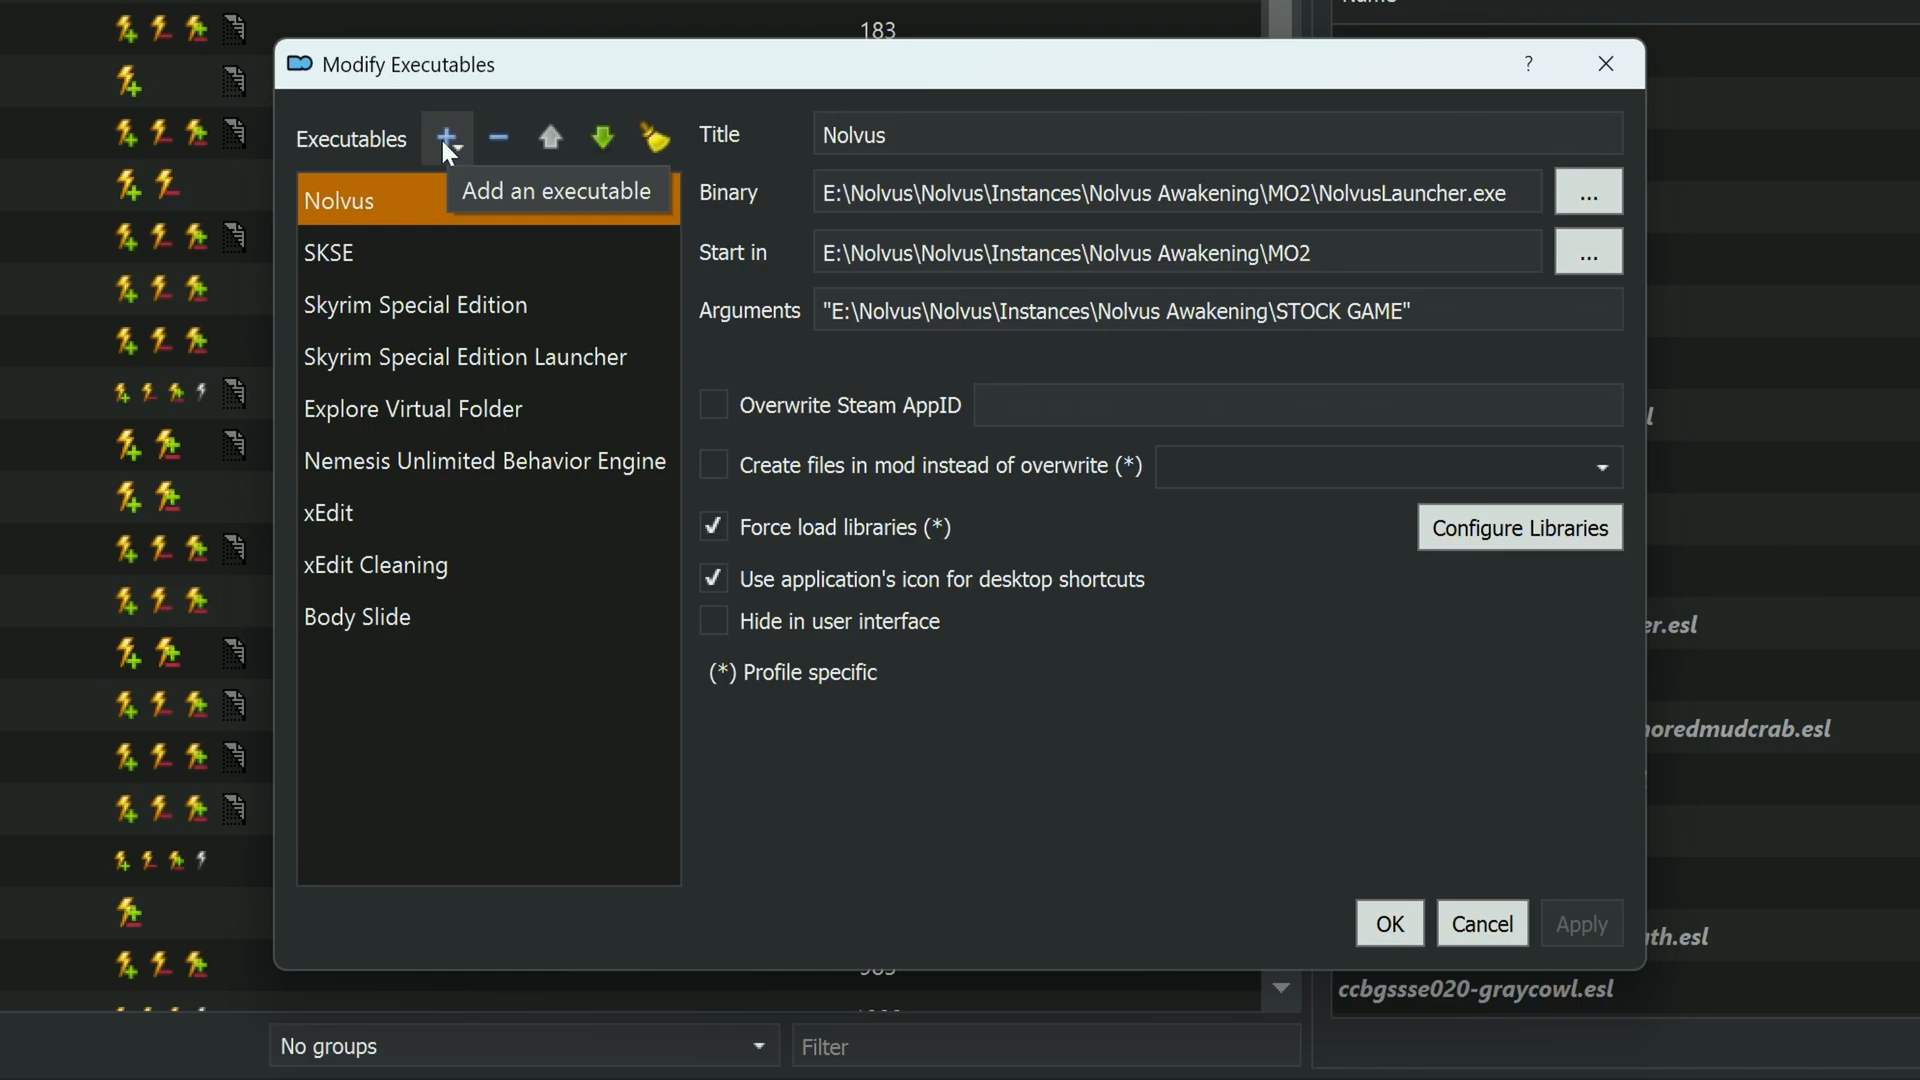 183
Modify Executables
?
Executables
Add an executable
Nolvus
SKSE
Skyrim Special Edition
Skyrim Special Edition Launcher
Explore Virtual Folder
Nemesis Unlimited Behavior Engine
xEdit
xEdit Cleaning
Body Slide
Title
Nolvus
Binary
E:\Nolvus\Nolvus\Instances\Nolvus Awakening\MO2\NolvusLauncher.exe
...
Start in
E:\Nolvus\Nolvus\Instances\Nolvus Awakening\MO2
...
Arguments
"E:\Nolvus\Nolvus\Instances\Nolvus Awakening\STOCK GAME"
Overwrite Steam AppID
Create files in mod instead of overwrite (*)
Force load libraries (*)
Configure Libraries
Use application's icon for desktop shortcuts
Hide in user interface
(*) Profile specific
OK
Cancel
Apply
er.esl
noredmudcrab.esl
ath.esl
ccbgssse020-graycowl.esl
No groups
Filter